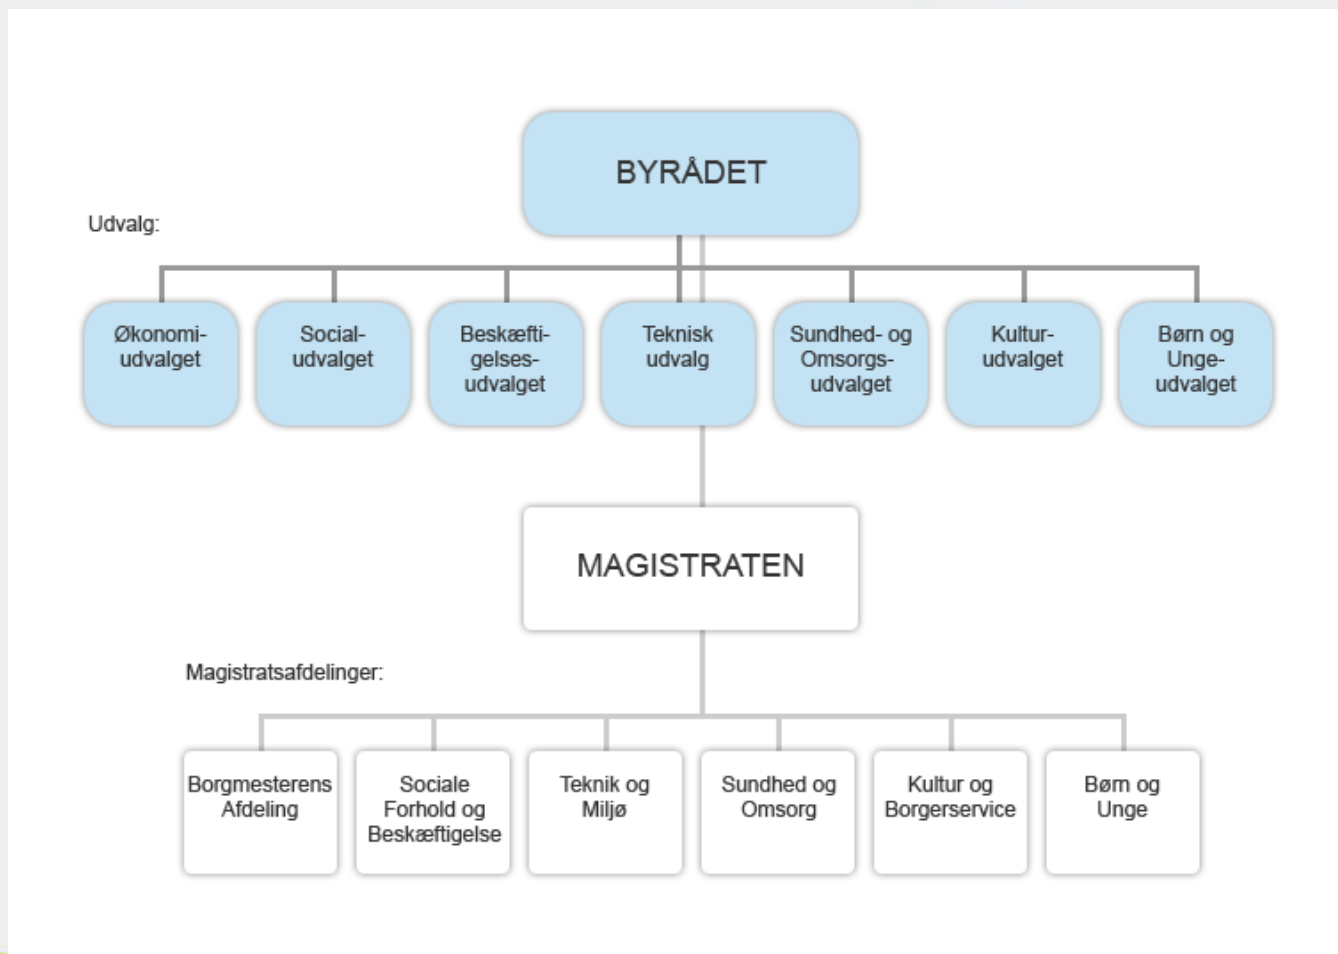 BYRÅDET
Udvalg:
Økonomi-
udvalget
Social-
udvalget
Beskæfti-
gelses-
udvalget
Teknisk
udvalg
Sundhed- og
Omsorgs-
udvalget
Kultur-
udvalget
Børn og
Unge-
udvalget
MAGISTRATEN
Magistratsafdelinger:
Borgmesterens
Afdeling
Sociale
Forhold og
Beskæftigelse
Teknik og
Miljø
Sundhed og
Omsorg
Kultur og
Borgerservice
Børn og
Unge